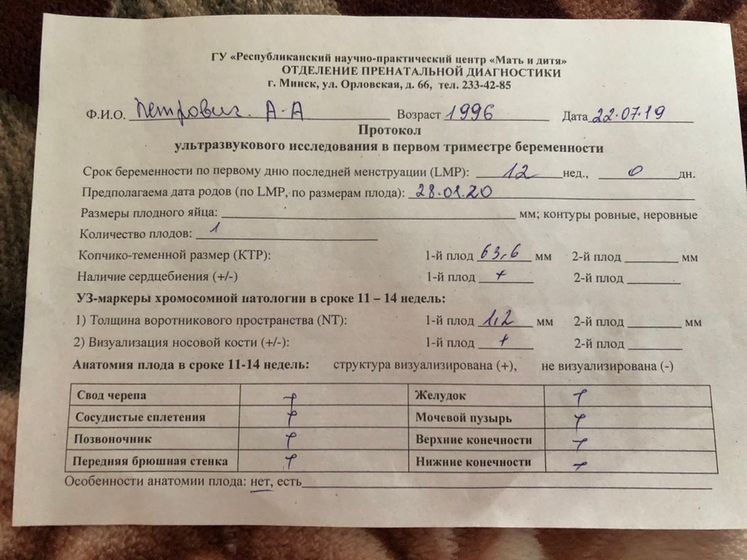 ГУ «Республиканский научно-практический центр «Мать и дитя»
ОТДЕЛЕНИЕ ПРЕНАТАЛЬНОЙ ДИАГНОСТИКИ
г. Минск, ул. Орловская, д. 66, тел. 233-42-85
Ф.И.О. Петрович. А-А Возраст 1996 Дата 22.07.19
Протокол
ультразвукового исследования в первом триместре беременности
Срок беременности по первому дню последней менструации (LMP): 12 нед., 0 дн.
Предполагаема дата родов (по LMP, по размерам плода): 28.01.20
Размеры плодного яйца: мм; контуры ровные, неровные
Количество плодов: 1
Копчико-теменной размер (КТР): 1-й плод 63,6 мм 2-й плод мм
Наличие сердцебиения (+/-) 1-й плод + 2-й плод
УЗ-маркеры хромосомной патологии в сроке 11 – 14 недель:
1) Толщина воротникового пространства (NT): 1-й плод 1,2 мм 2-й плод мм
2) Визуализация носовой кости (+/-): 1-й плод + 2-й плод
Анатомия плода в сроке 11-14 недель: структура визуализирована (+), не визуализирована (-)
Свод черепа + Желудок +
Сосудистые сплетения + Мочевой пузырь +
Позвоночник + Верхние конечности +
Передняя брюшная стенка + Нижние конечности +
Особенности анатомии плода: нет, есть